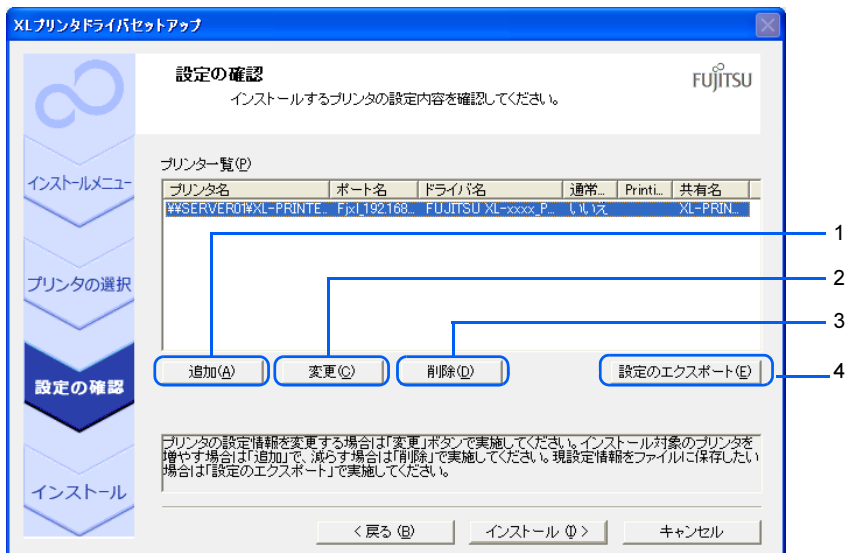 XLプリンタドライバセットアップ
設定の確認
インストールするプリンタの設定内容を確認してください。
FUJITSU
インストールメニュー
プリンタの選択
設定の確認
インストール
プリンター覧(P)
プリンタ名 ポート名 ドライバ名 通常... Printi... 共有名
¥¥SERVER01¥XL-PRINTE... Fjxl_192.168... FUJITSU XL-xxxx_P... いいえ XL-PRIN...
1
2
3
4
追加(A) 変更(C) 削除(D) 設定のエクスポート(E)
プリンタの設定情報を変更する場合は「変更」ボタンで実施してください。インストール対象のプリンタを
増やす場合は「追加」で、減らす場合は「削除」で実施してください。現設定情報をファイルに保存したい
場合は「設定のエクスポート」で実施してください。
< 戻る (B) インストール (I) > キャンセル